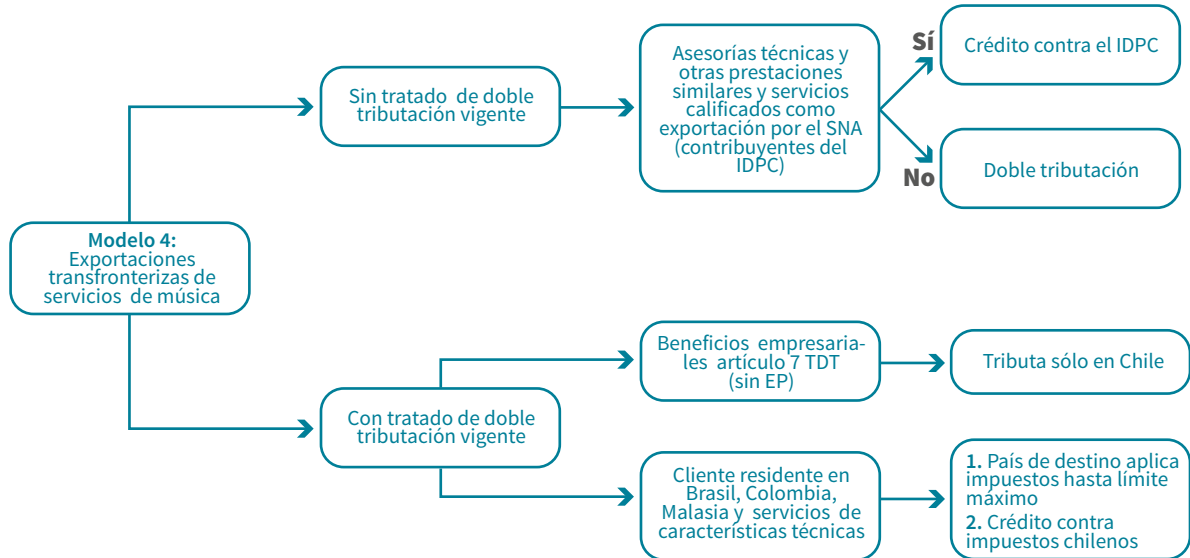 Modelo 4:
Exportaciones
transfronterizas de
servicios de música
Sin tratado de doble
tributación vigente
Asesorías técnicas y
otras prestaciones
similares y servicios
calificados como
exportación por el SNA
(contribuyentes del
IDPC)
Sí
Crédito contra el IDPC
No
Doble tributación
Con tratado de doble
tributación vigente
Beneficios empresaria-
les artículo 7 TDT
(sin EP)
Tributa sólo en Chile
Cliente residente en
Brasil, Colombia,
Malasia y servicios de
características técnicas
1. País de destino aplica
impuestos hasta límite
máximo
2. Crédito contra
impuestos chilenos